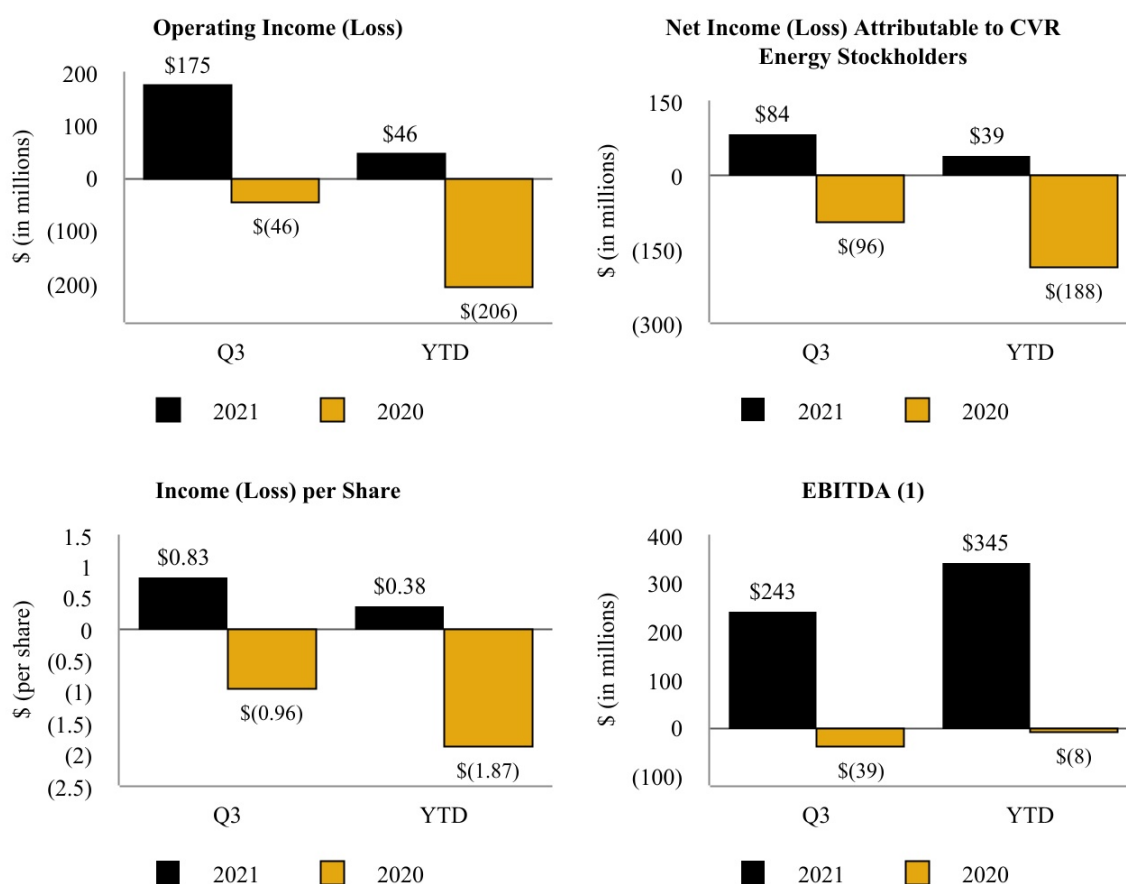 Operating Income (Loss)
$ (in millions)
200
100
0
(100)
(200)
$175
$(46)
$46
$(206)
Q3
YTD
2021
2020
Net Income (Loss) Attributable to CVR
Energy Stockholders
$ (in millions)
150
0
(150)
(300)
$84
$(96)
$39
$(188)
Q3
YTD
2021
2020
Income (Loss) per Share
$ (per share)
1.5
1
0.5
0
(0.5)
(1)
(1.5)
(2)
(2.5)
$0.83
$(0.96)
$0.38
$(1.87)
Q3
YTD
2021
2020
EBITDA (1)
$ (in millions)
400
300
200
100
0
(100)
$243
$(39)
$345
$(8)
Q3
YTD
2021
2020